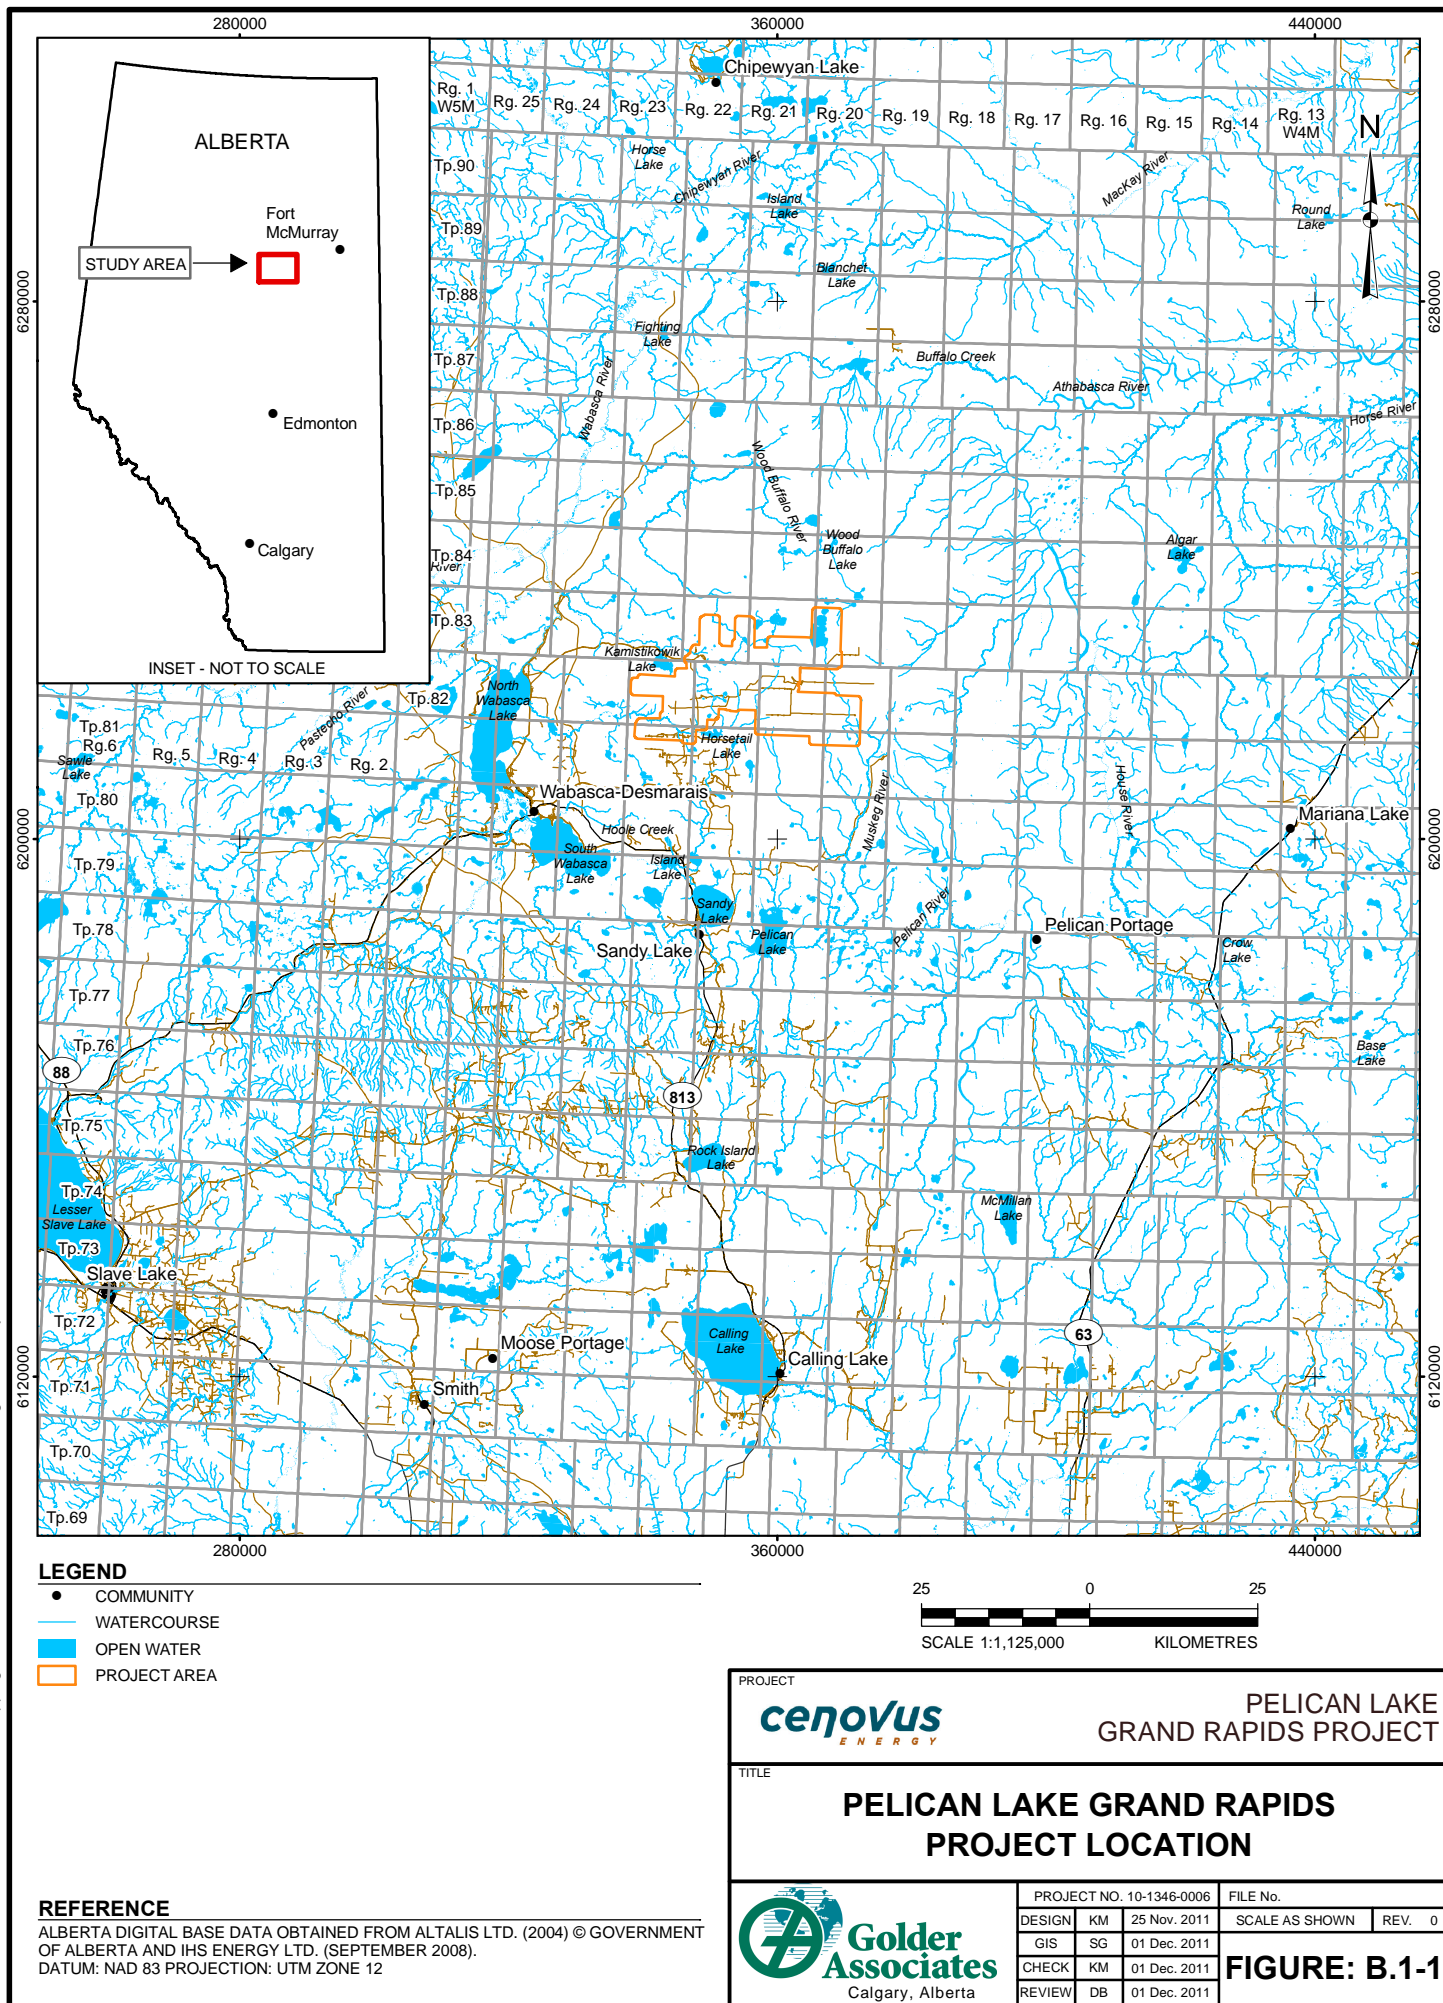 280000
360000
440000
ALBERTA
Fort
McMurray
STUDY AREA
Edmonton
Calgary
INSET - NOT TO SCALE
Chipewyan Lake
Rg. 1
W5M
Rg. 25
Rg. 24
Rg. 23
Rg. 22
Rg. 21
Rg. 20
Rg. 19
Rg. 18
Rg. 17
Rg. 16
Rg. 15
Rg. 14
Rg. 13
W4M
N
Horse
Lake
Chipewyan River
MacKay River
Tp.90
Island
Lake
Round
Lake
Tp.89
Blanchet
Lake
Tp.88
6280000
6280000
Fighting
Lake
Tp.87
Buffalo Creek
Wabasca River
Athabasca River
Horse River
Tp.86
Wood Buffalo River
Tp.85
Wood
Buffalo
Lake
Algar
Lake
Tp.84
River
Tp.83
Kamistikowik
Lake
Tp.82
North
Wabasca
Lake
Pastecho River
Tp.81
Rg.6
Rg. 5
Rg. 4
Rg. 3
Rg. 2
Sawle
Lake
Horsetail
Lake
Muskeg River
House River
Tp.80
Wabasca-Desmarais
Mariana Lake
Hoole Creek
6200000
6200000
South
Wabasca
Lake
Island
Lake
Tp.79
Sandy
Lake
Pelican River
Tp.78
Pelican
Lake
Pelican Portage
Sandy Lake
Crow
Lake
Tp.77
Tp.76
Base
Lake
88
813
Tp.75
Rock Island
Lake
Tp.74
Lesser
Slave Lake
McMillan
Lake
Tp.73
Slave Lake
Tp.72
Calling
Lake
63
Moose Portage
Calling Lake
6120000
6120000
Tp.71
Smith
Tp.70
Tp.69
280000
360000
440000
LEGEND
COMMUNITY
WATERCOURSE
OPEN WATER
PROJECT AREA
25
0
25
SCALE 1:1,125,000
KILOMETRES
PROJECT
cenovus
ENERGY
PELICAN LAKE
GRAND RAPIDS PROJECT
TITLE
PELICAN LAKE GRAND RAPIDS
PROJECT LOCATION
REFERENCE
ALBERTA DIGITAL BASE DATA OBTAINED FROM ALTALIS LTD. (2004) © GOVERNMENT
OF ALBERTA AND IHS ENERGY LTD. (SEPTEMBER 2008).
DATUM: NAD 83 PROJECTION: UTM ZONE 12
Golder
Associates
Calgary, Alberta
PROJECT NO. 10-1346-0006
FILE No.
DESIGN KM 25 Nov. 2011
SCALE AS SHOWN
REV. 0
GIS SG 01 Dec. 2011
CHECK KM 01 Dec. 2011
REVIEW DB 01 Dec. 2011
FIGURE: B.1-1